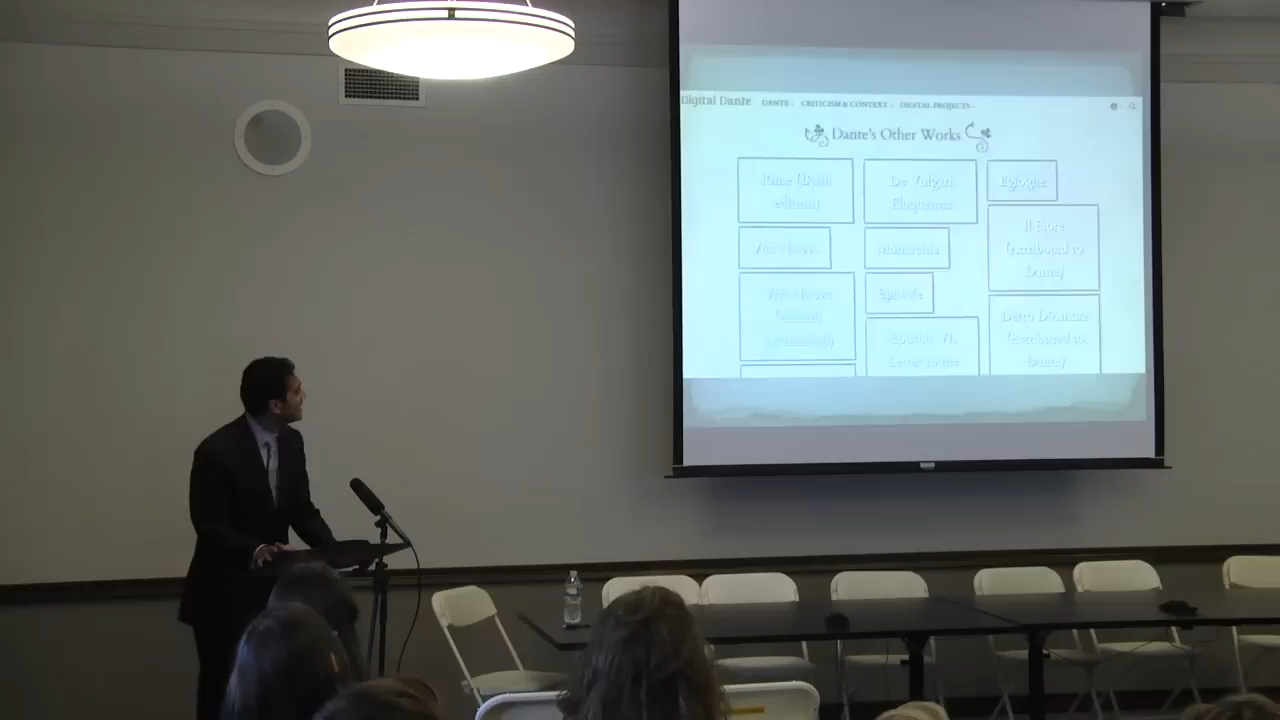 Digital Dante DANTE CRITICISM & CONTEXT DIGITAL PROJECTS
Dante's Other Works
Rime (
edition)
De Vulgari
Eloquentia
Egloghe
Il Fiore
(attributed to
Dante)
Vita Nuova
Monarchia
Vita Nuova
Epistole
Detto D'Amore
(attributed to
Dante)
Epistole VI,
Letter to the